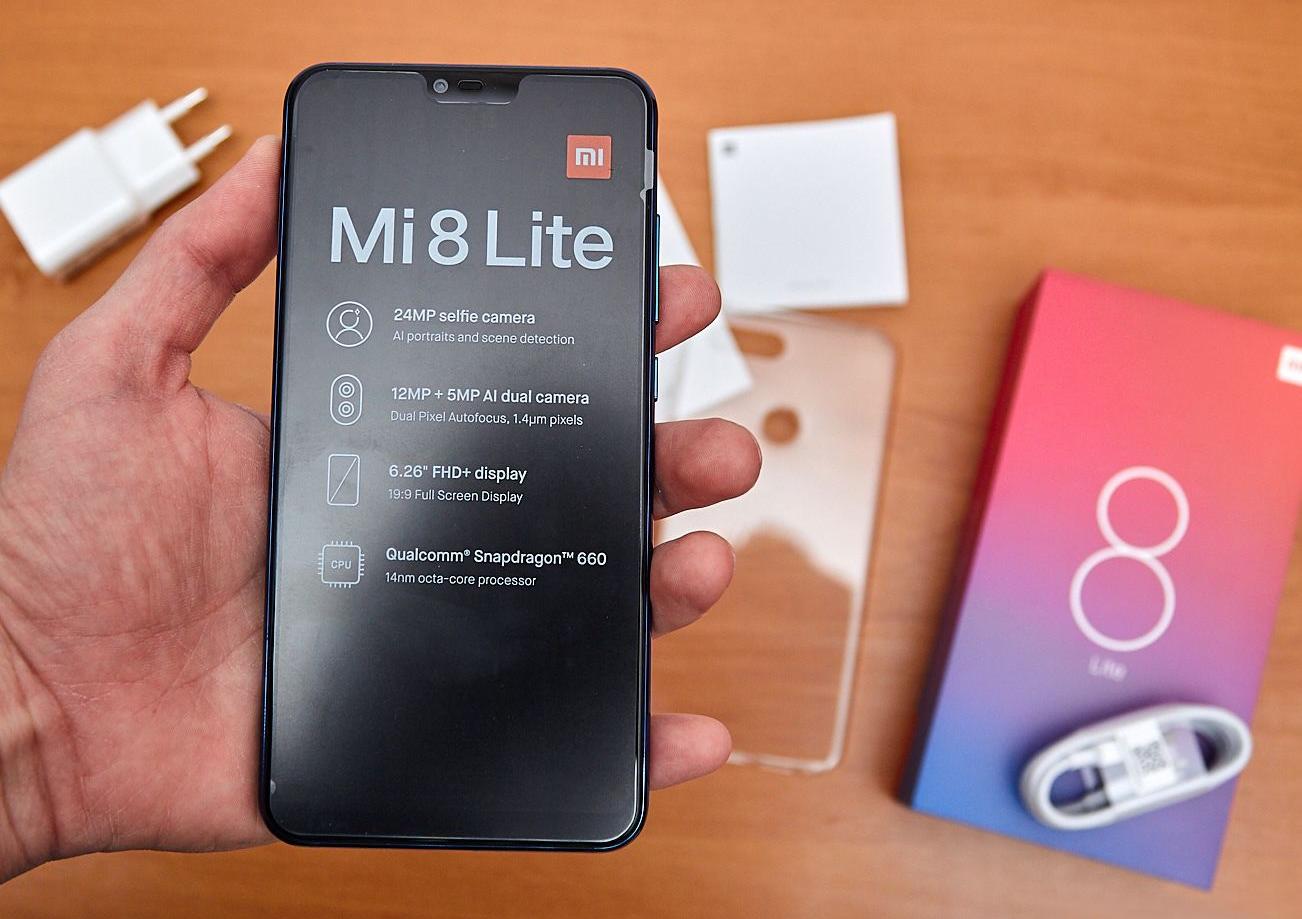 mi
Mi 8 Lite
24MP selfie camera
AI portraits and scene detection
12MP + 5MP AI dual camera
Dual Pixel Autofocus, 1.4μm pixels
6.26" FHD+ display
19:9 Full Screen Display
CPU
Qualcomm® Snapdragon™ 660
14nm octa-core processor
8
Lite